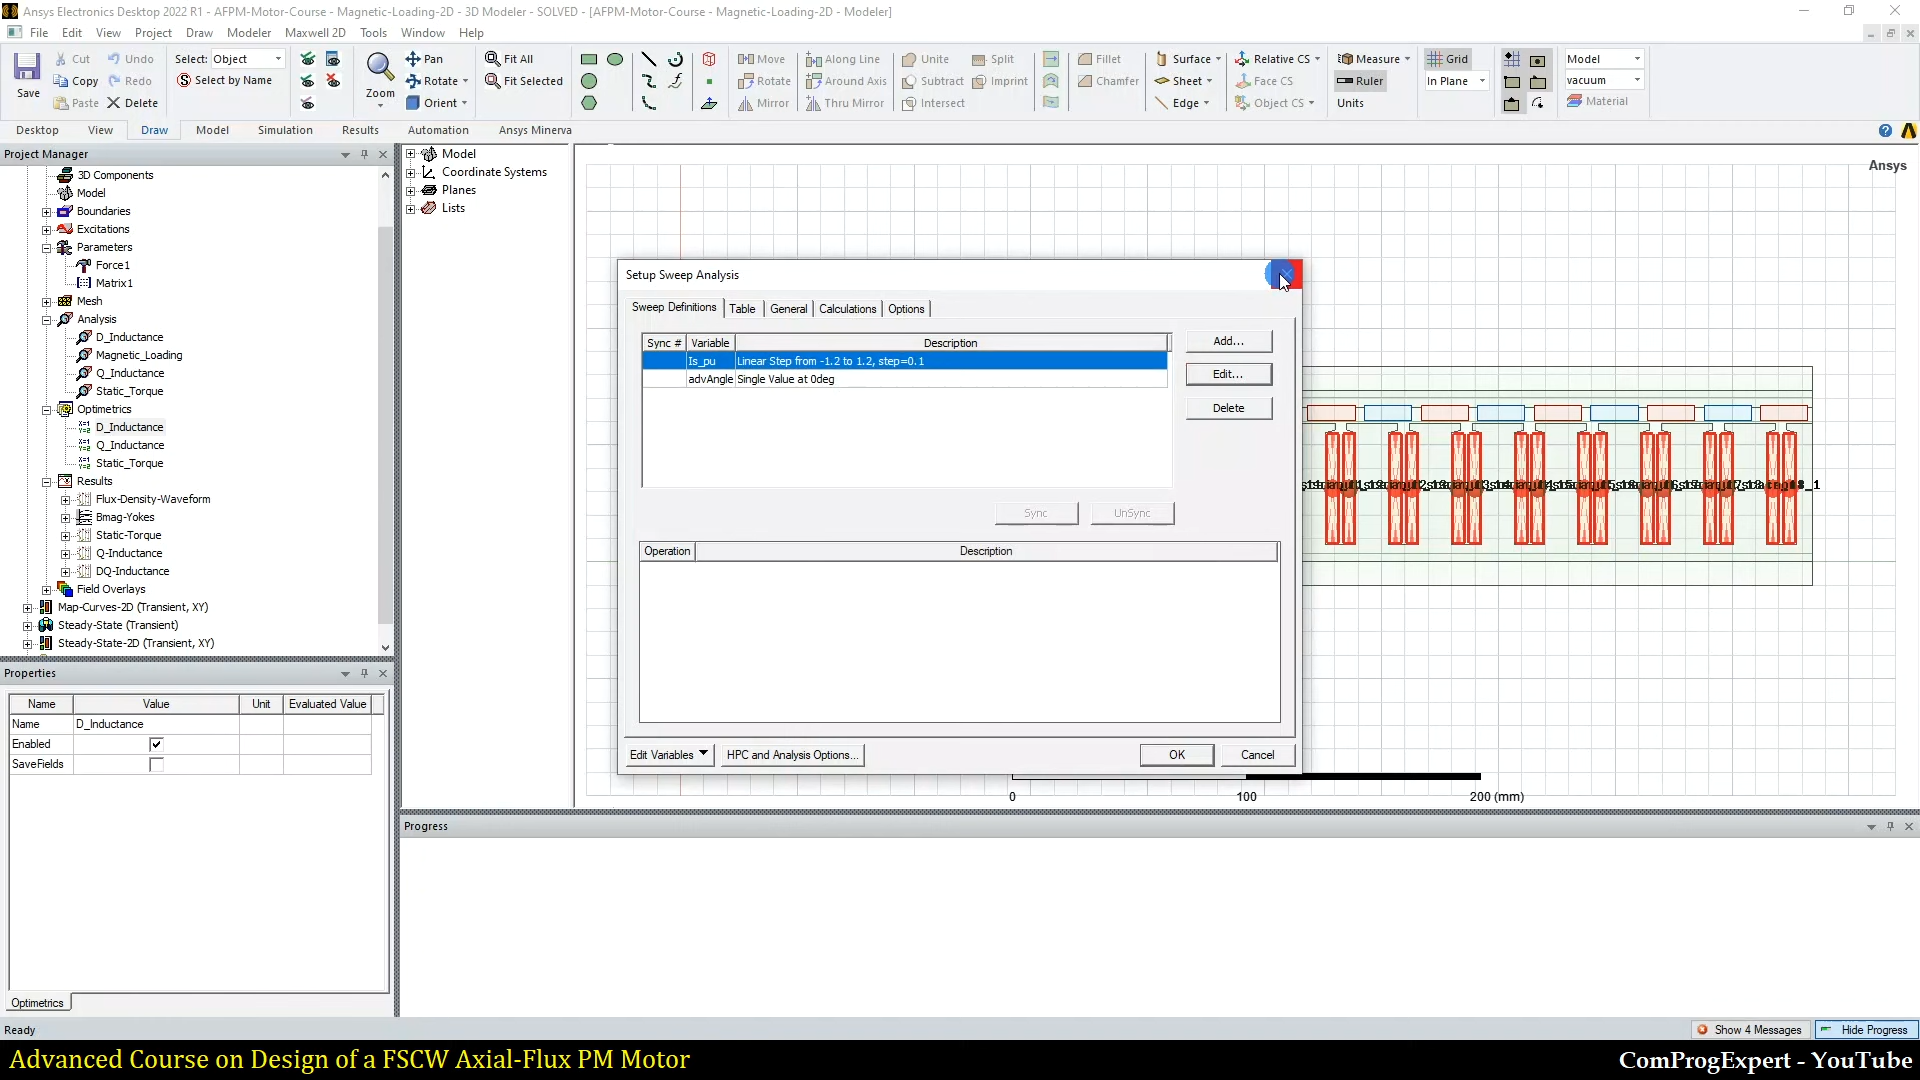 Ansys Electronics Desktop 2022 R1 - AFPM-Motor-Course - Magnetic-Loading-2D - 3D Modeler - SOLVED - [AFPM-Motor-Course - Magnetic-Loading-2D - Modeler]
File Edit View Project Draw Modeler Maxwell 2D Tools Window Help
Save
Cut
Copy
Paste
Undo
Redo
Delete
Select: Object
Select by Name
Zoom
Pan
Rotate
Orient
Fit All
Fit Selected
Move
Rotate
Mirror
Along Line
Around Axis
Thru Mirror
Unite
Subtract
Intersect
Split
Imprint
Fillet
Chamfer
Surface
Sheet
Edge
Relative CS
Face CS
Object CS
Measure
Ruler
Units
Grid
In Plane
Model
vacuum
Material
Desktop View Draw Model Simulation Results Automation Ansys Minerva
Project Manager
3D Components
Model
Boundaries
Excitations
Parameters
Force1
Matrix1
Mesh
Analysis
D_Inductance
Magnetic_Loading
Q_Inductance
Static_Torque
Optimetrics
D_Inductance
Q_Inductance
Static_Torque
Results
Flux-Density-Waveform
Bmag-Yokes
Static-Torque
Q-Inductance
DQ-Inductance
Field Overlays
Map-Curves-2D (Transient, XY)
Steady-State (Transient)
Steady-State-2D (Transient, XY)
Model
Coordinate Systems
Planes
Lists
Ansys
Setup Sweep Analysis
Sweep Definitions Table General Calculations Options
Sync # Variable Description
Is_pu Linear Step from -1.2 to 1.2, step=0.1
advAngle Single Value at 0deg
Add...
Edit...
Delete
Sync UnSync
Operation Description
Edit Variables HPC and Analysis Options... OK Cancel
0 100 200 (mm)
Properties
Name Value Unit Evaluated Value
Name D_Inductance
Enabled
SaveFields
Optimetrics
Progress
Ready
Show 4 Messages Hide Progress
Advanced Course on Design of a FSCW Axial-Flux PM Motor
ComProgExpert - YouTube